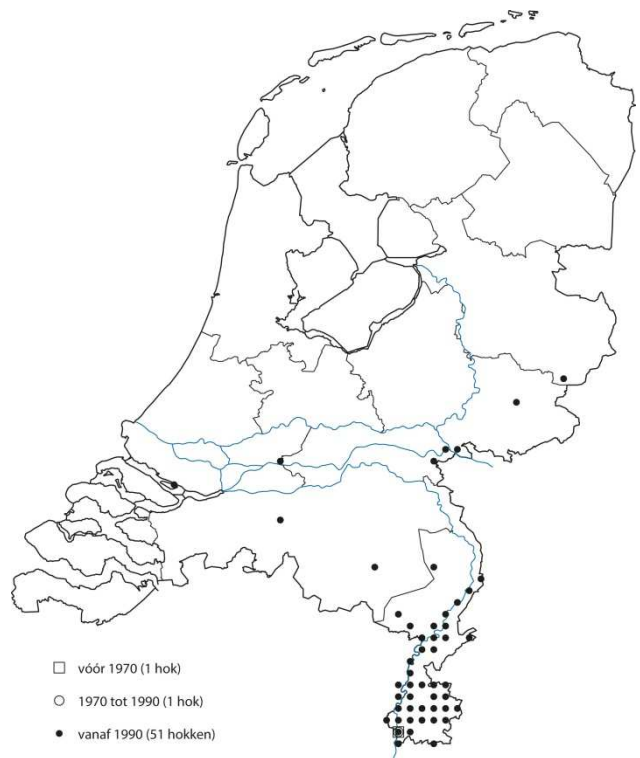 vóór 1970 (1 hok)
1970 tot 1990 (1 hok)
vanaf 1990 (51 hokken)